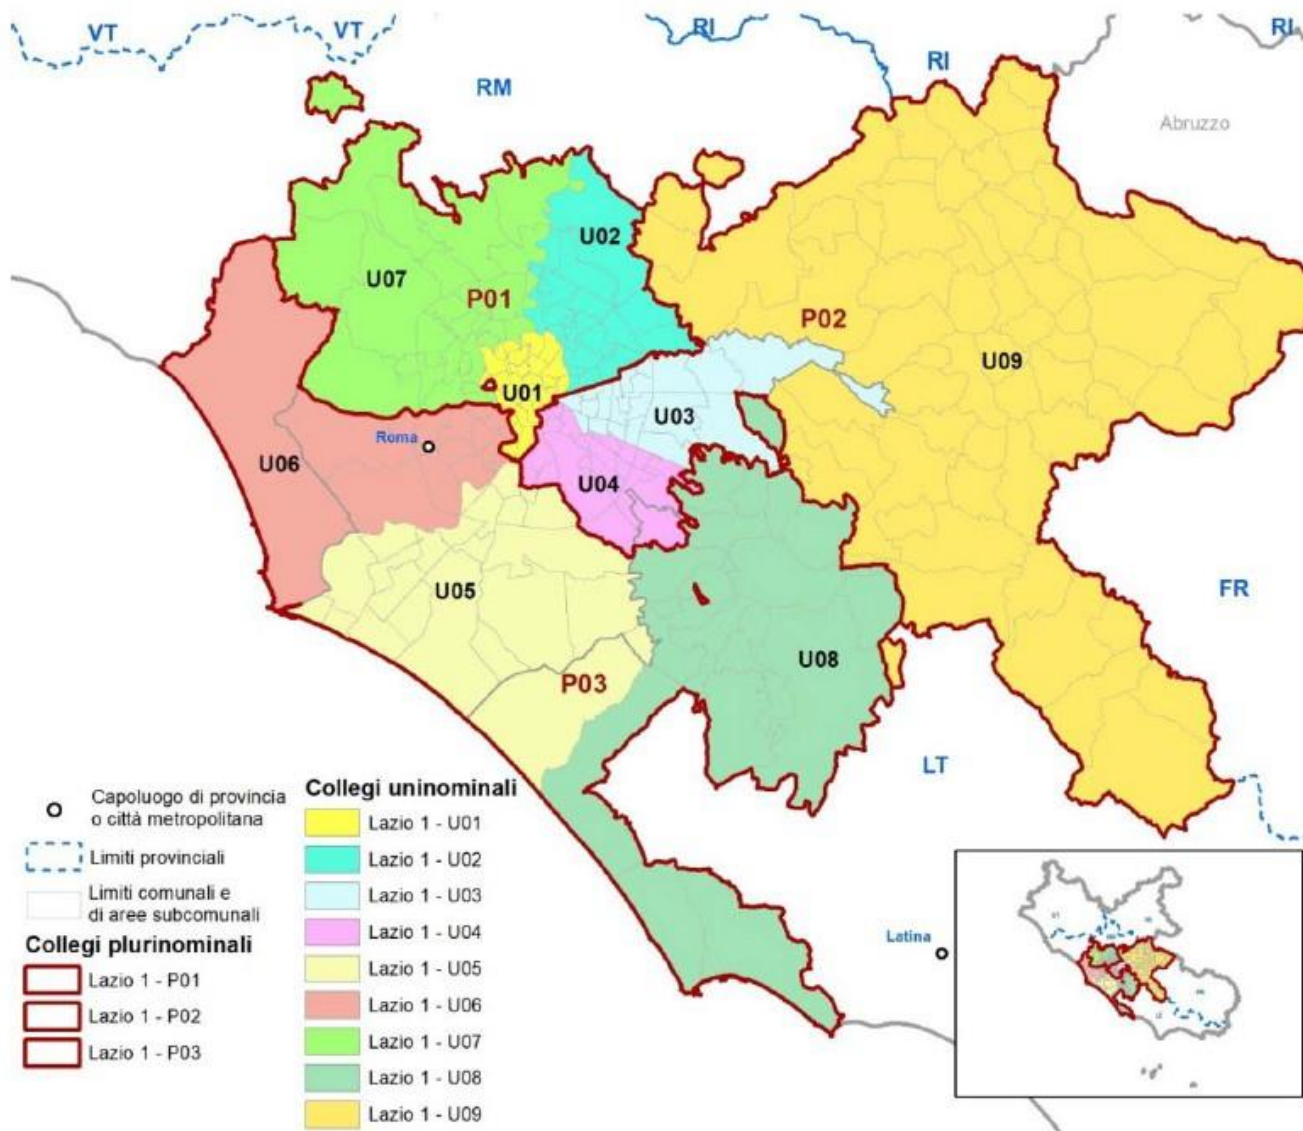 VT
VT
RI
RI
RI
RM
Abruzzo
U02
U07
P01
P02
U09
U01
U03
Roma
U06
U04
U05
FR
U08
P03
LT
Capoluogo di provincia
o città metropolitana
Limiti provinciali
Limiti comunali e
di aree subcomunali
Collegi plurinominali
Lazio 1 - P01
Lazio 1 - P02
Lazio 1 - P03
Collegi uninominali
Lazio 1 - U01
Lazio 1 - U02
Lazio 1 - U03
Lazio 1 - U04
Lazio 1 - U05
Lazio 1 - U06
Lazio 1 - U07
Lazio 1 - U08
Lazio 1 - U09
Latina